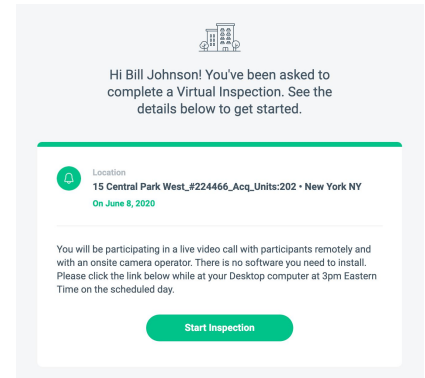 Hi Bill Johnson! You've been asked to
complete a Virtual Inspection. See the
details below to get started.
Location
15 Central Park West_#224466_Acq_Units:202 • New York NY
On June 8, 2020
You will be participating in a live video call with participants remotely and
with an onsite camera operator. There is no software you need to install.
Please click the link below while at your Desktop computer at 3pm Eastern
Time on the scheduled day.
Start Inspection